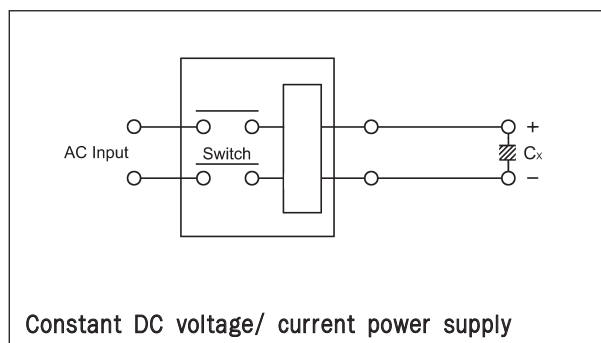 +
AC Input
Switch
Cx
−
Constant DC voltage/ current power supply